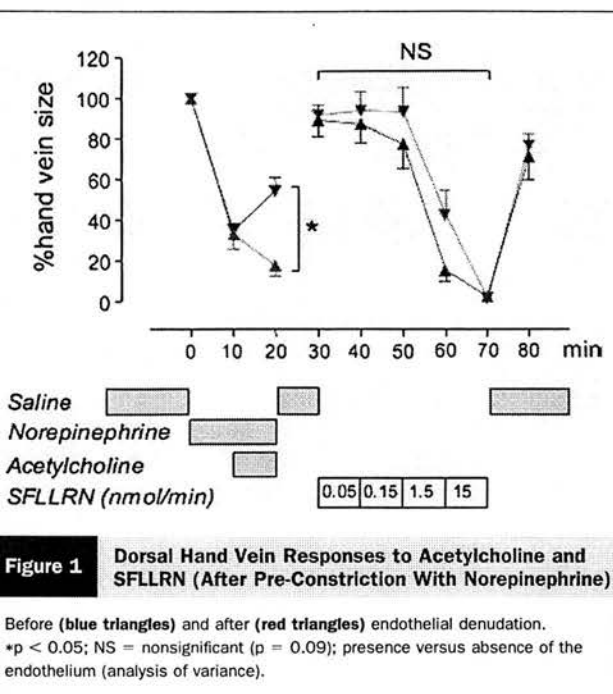 NS
120
100
80
60
40
20
0
%hand vein size
*
0 10 20 30 40 50 60 70 80 min
Saline
Norepinephrine
Acetylcholine
SFLLRN (nmol/min) 0.05 0.15 1.5 15
Figure 1 Dorsal Hand Vein Responses to Acetylcholine and
SFLLRN (After Pre-Constriction With Norepinephrine)
Before (blue triangles) and after (red triangles) endothelial denudation.
*p < 0.05; NS = nonsignificant (p = 0.09); presence versus absence of the
endothelium (analysis of variance).